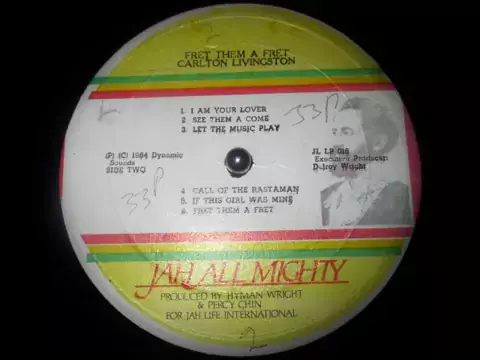 FRET THEM A FRET
CARLTON LIVINGSTON
1. I AM YOUR LOVER
2. SEE THEM A COME
3. LET THE MUSIC PLAY
33P
(P) (C) 1984 Dynamic
Sounds
SIDE TWO
JL LP 016
Executive Producer:
Delroy Wright
33P
4. CALL OF THE RASTAMAN
5. IF THIS GIRL WAS MINE
6. FRET THEM A FRET
JAH ALL MIGHTY
PRODUCED BY HYMAN WRIGHT
& PERCY CHIN
FOR JAH LIFE INTERNATIONAL
2